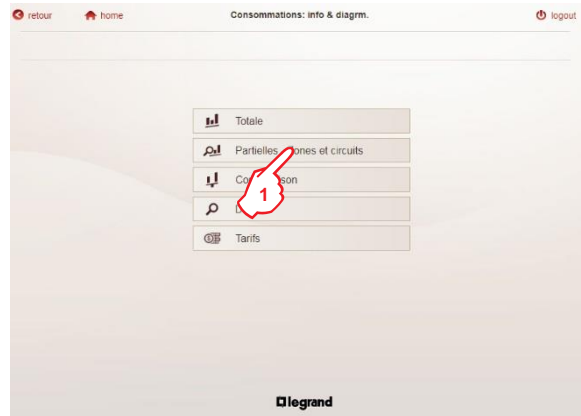 retour home Consommations: info & diagrm. logout
Totale
Partielles ones et circuits
Co son
1
D
Tarifs
legrand